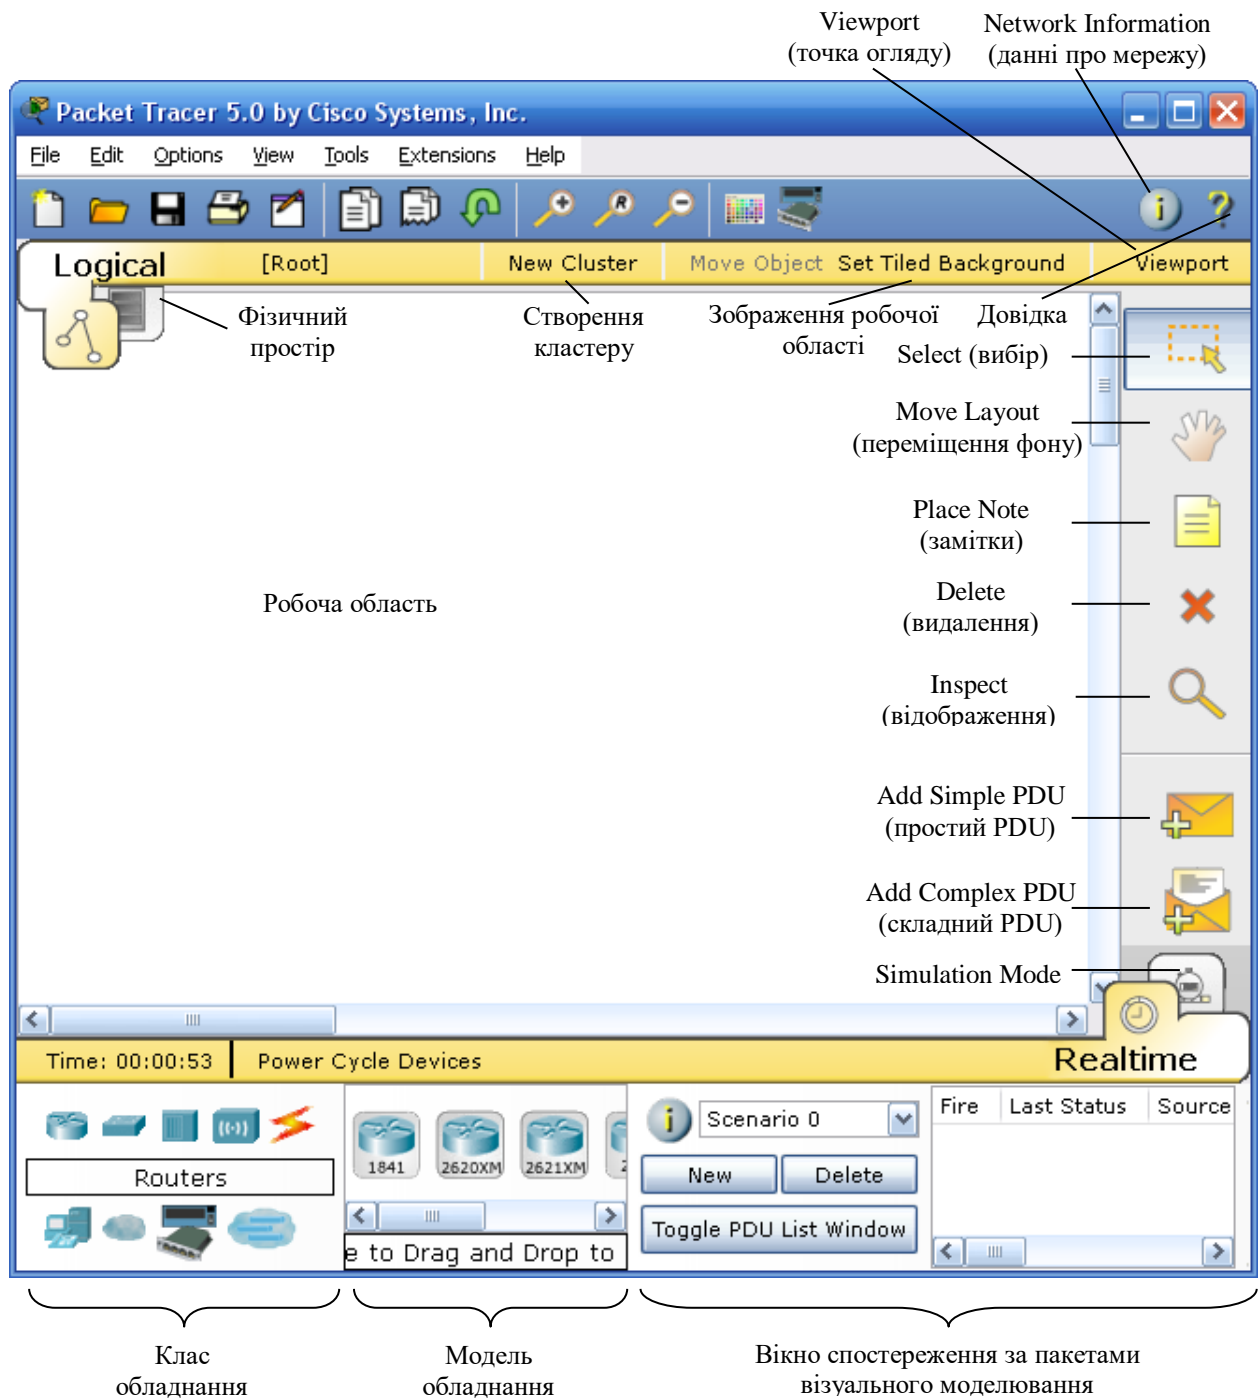 Viewport
(точка огляду)
Network Information
(данні про мережу)
Packet Tracer 5.0 by Cisco Systems, Inc.
File Edit Options View Tools Extensions Help
Logical [Root] New Cluster Move Object Set Tiled Background Viewport
Фізичний
простір
Створення
кластеру
Зображення робочої
області
Довідка
Select (вибір)
Move Layout
(переміщення фону)
Place Note
(замітки)
Робоча область
Delete
(видалення)
Inspect
(відображення)
Add Simple PDU
(простий PDU)
Add Complex PDU
(складний PDU)
Simulation Mode
Time: 00:00:53 Power Cycle Devices Realtime
Routers
1841 2620XM 2621XM 2
e to Drag and Drop to
Scenario 0
New Delete
Toggle PDU List Window
Fire Last Status Source
Клас
обладнання
Модель
обладнання
Вікно спостереження за пакетами
візуального моделювання